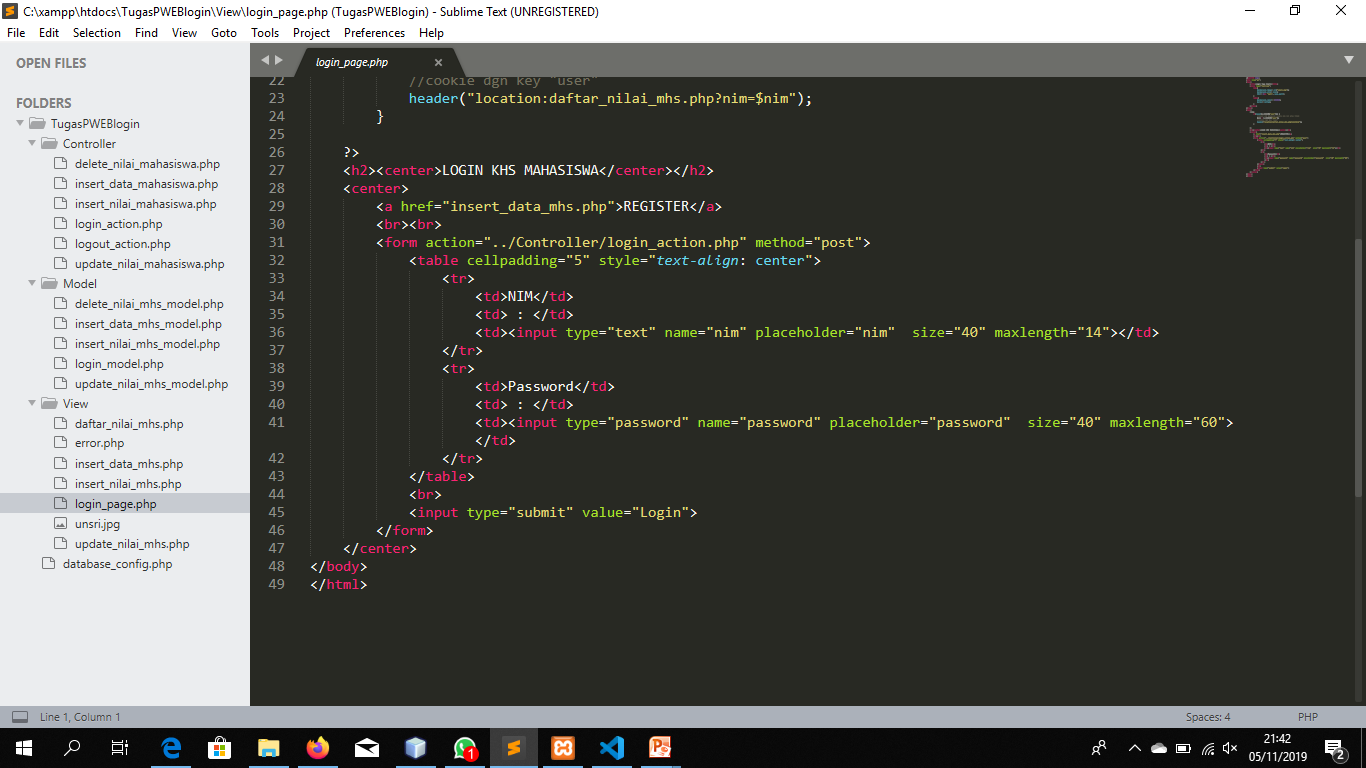 C:\xampp\htdocs\TugasPWEBlogin\View\login_page.php (TugasPWEBlogin) - Sublime Text (UNREGISTERED)
File Edit Selection Find View Goto Tools Project Preferences Help
OPEN FILES
FOLDERS
TugasPWEBlogin
Controller
delete_nilai_mahasiswa.php
insert_data_mahasiswa.php
insert_nilai_mahasiswa.php
login_action.php
logout_action.php
update_nilai_mahasiswa.php
Model
delete_nilai_mhs_model.php
insert_data_mhs_model.php
insert_nilai_mhs_model.php
login_model.php
update_nilai_mhs_model.php
View
daftar_nilai_mhs.php
error.php
insert_data_mhs.php
insert_nilai_mhs.php
login_page.php
unsri.jpg
update_nilai_mhs.php
database_config.php
login_page.php
22 //cookie dgn key "user"
23 header("location:daftar_nilai_mhs.php?nim=$nim");
24 }
25
26 ?>
27 <h2><center>LOGIN KHS MAHASISWA</center></h2>
28 <center>
29 <a href="insert_data_mhs.php">REGISTER</a>
30 <br><br>
31 <form action="../Controller/login_action.php" method="post">
32 <table cellpadding="5" style="text-align: center">
33 <tr>
34 <td>NIM</td>
35 <td> : </td>
36 <td><input type="text" name="nim" placeholder="nim"  size="40" maxlength="14"></td>
37 </tr>
38 <tr>
39 <td>Password</td>
40 <td> : </td>
41 <td><input type="password" name="password" placeholder="password"  size="40" maxlength="60">
</td>
42 </tr>
43 </table>
44 <br>
45 <input type="submit" value="Login">
46 </form>
47 </center>
48 </body>
49 </html>
Line 1, Column 1
Spaces: 4
PHP
1
21:42
05/11/2019
2